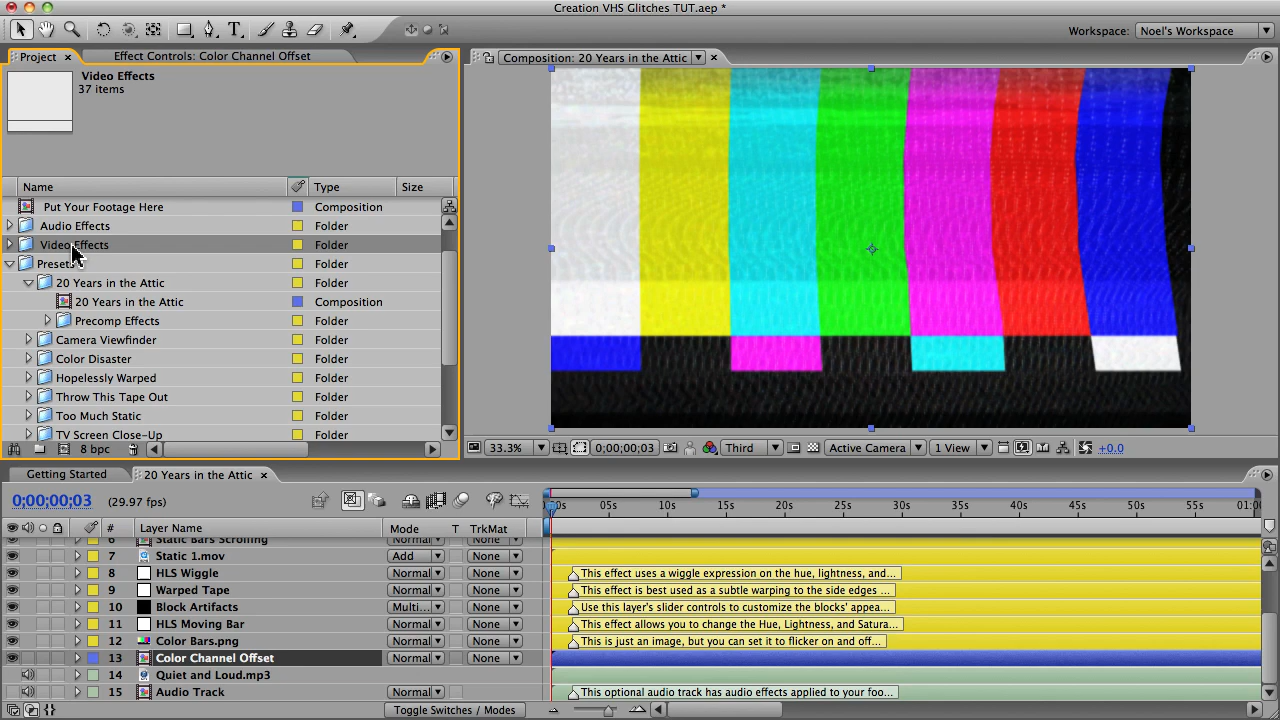 Creation VHS Glitches TUT.aep *
Workspace: Noel's Workspace
Project
Effect Controls: Color Channel Offset
Video Effects
37 items
Composition: 20 Years in the Attic
Name Type Size
Put Your Footage Here Composition
Audio Effects Folder
Video Effects Folder
Presets Folder
20 Years in the Attic Folder
20 Years in the Attic Composition
Precomp Effects Folder
Camera Viewfinder Folder
Color Disaster Folder
Hopelessly Warped Folder
Throw This Tape Out Folder
Too Much Static Folder
TV Screen Close-Up Folder
8 bpc
33.3% 0;00;00;03 Third Active Camera 1 View +0.0
Getting Started 20 Years in the Attic
0;00;00;03 (29.97 fps)
:00s 05s 10s 15s 20s 25s 30s 35s 40s 45s 50s 55s 01:00
# Layer Name Mode T TrkMat
6 Static Bars Scrolling Normal None
7 Static 1.mov Add None
8 HLS Wiggle Normal None This effect uses a wiggle expression on the hue, lightness, and...
9 Warped Tape Normal None This effect is best used as a subtle warping to the side edges ...
10 Block Artifacts Multi... None Use this layer's slider controls to customize the blocks' appea...
11 HLS Moving Bar Normal None This effect allows you to change the Hue, Lightness, and Satura...
12 Color Bars.png Normal None This is just an image, but you can set it to flicker on and off...
13 Color Channel Offset Normal None
14 Quiet and Loud.mp3
15 Audio Track Normal None This optional audio track has audio effects applied to your foo...
Toggle Switches / Modes